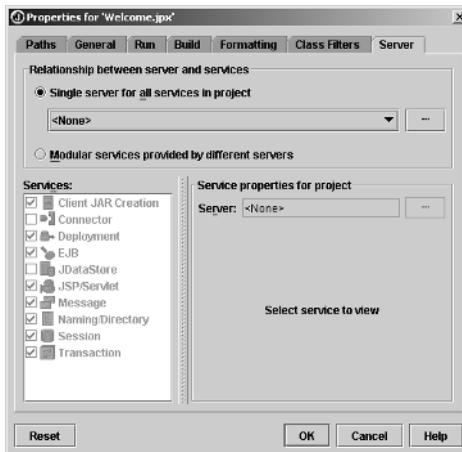 Properties for 'Welcome.jpx'
Paths General Run Build Formatting Class Filters Server
Relationship between server and services
Single server for all services in project
<None>
...
Modular services provided by different servers
Services:
Client JAR Creation
Connector
Deployment
EJB
JDataStore
JSP/Servlet
Message
Naming/Directory
Session
Transaction
Service properties for project
Server: <None> ...
Select service to view
Reset OK Cancel Help